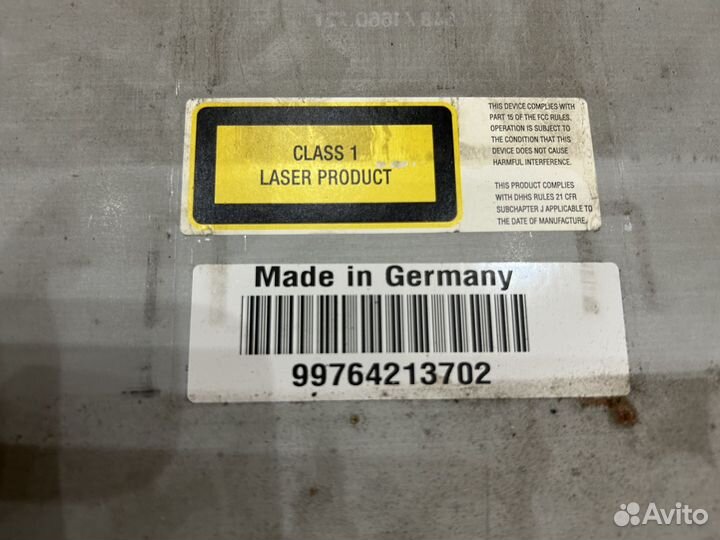 CLASS 1
LASER PRODUCT
THIS DEVICE COMPLIES WITH
PART 15 OF THE FCC RULES.
OPERATION IS SUBJECT TO
THE CONDITION THAT THIS
DEVICE DOES NOT CAUSE
HARMFUL INTERFERENCE.
THIS PRODUCT COMPLIES
WITH DHHS RULES 21 CFR
SUBCHAPTER J APPLICABLE TO
THE DATE OF MANUFACTURE.
Made in Germany
99764213702
Avito